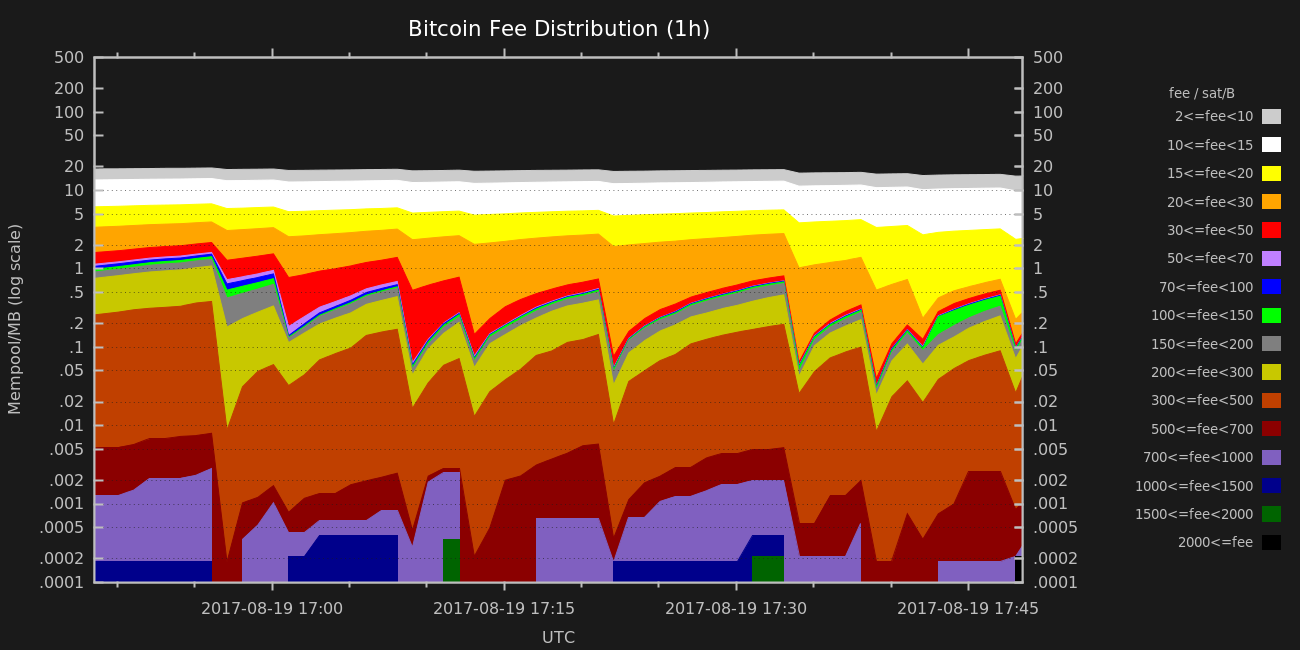 Bitcoin Fee Distribution (1h)
500
200
100
50
20
10
5
2
1
.5
.2
.1
.05
.02
.01
.005
.002
.001
.0005
.0002
.0001
Mempool/MB (log scale)
500
200
100
50
20
10
5
2
1
.5
.2
.1
.05
.02
.01
.005
.002
.001
.0005
.0002
.0001
2017-08-19 17:00
2017-08-19 17:15
2017-08-19 17:30
2017-08-19 17:45
UTC
fee / sat/B
2<=fee<10
10<=fee<15
15<=fee<20
20<=fee<30
30<=fee<50
50<=fee<70
70<=fee<100
100<=fee<150
150<=fee<200
200<=fee<300
300<=fee<500
500<=fee<700
700<=fee<1000
1000<=fee<1500
1500<=fee<2000
2000<=fee